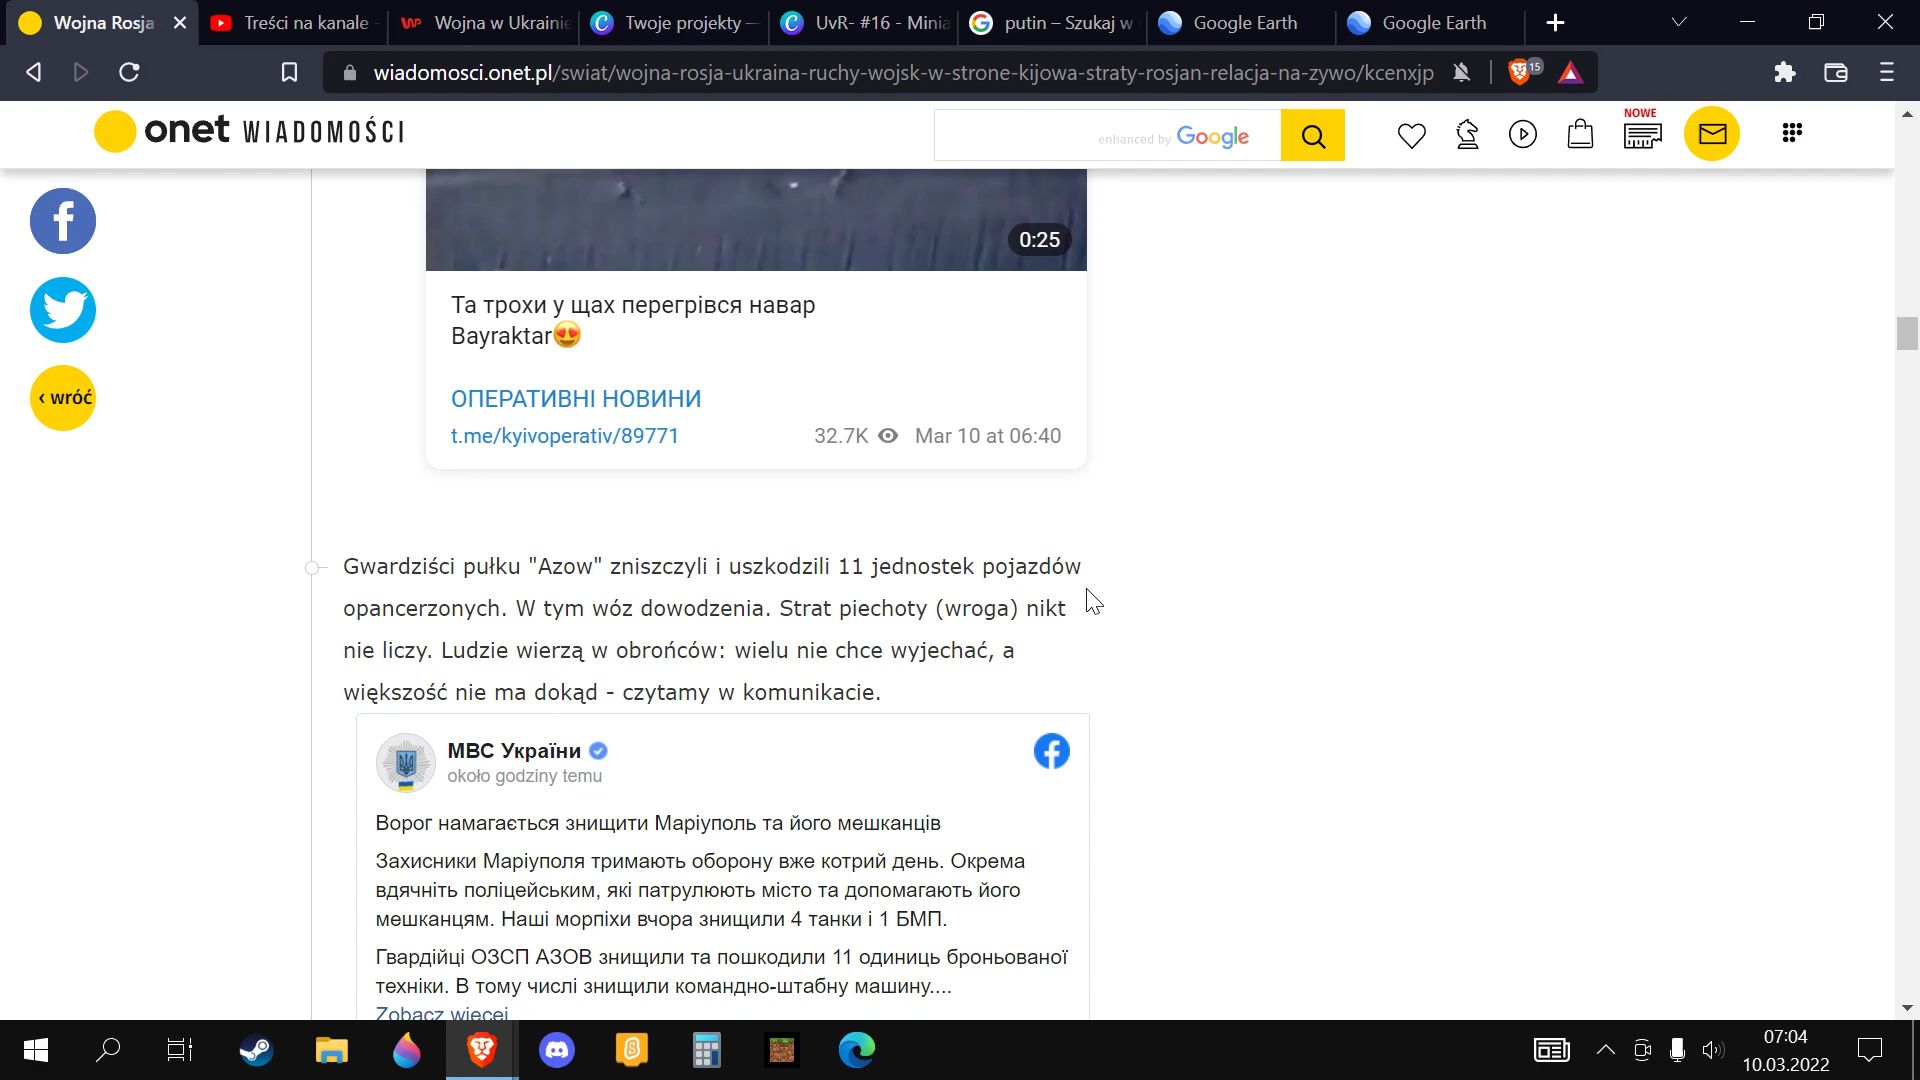 Wojna Rosja
Treści na kanale -
Wojna w Ukrainie
Twoje projekty —
UvR- #16 - Minia
putin – Szukaj w
Google Earth
Google Earth
wiadomosci.onet.pl/swiat/wojna-rosja-ukraina-ruchy-wojsk-w-strone-kijowa-straty-rosjan-relacja-na-zywo/kcenxjp
15
onet WIADOMOŚCI
enhanced by Google
NOWE
0:25
Та трохи у щах перегрівся навар
Bayraktar😍
ОПЕРАТИВНІ НОВИНИ
t.me/kyivoperativ/89771 32.7K Mar 10 at 06:40
‹ wróć
Gwardziści pułku "Azow" zniszczyli i uszkodzili 11 jednostek pojazdów
opancerzonych. W tym wóz dowodzenia. Strat piechoty (wroga) nikt
nie liczy. Ludzie wierzą w obrońców: wielu nie chce wyjechać, a
większość nie ma dokąd - czytamy w komunikacie.
МВС України
około godziny temu
Ворог намагається знищити Маріуполь та його мешканців
Захисники Маріуполя тримають оборону вже котрий день. Окрема
вдячніть поліцейським, які патрулюють місто та допомагають його
мешканцям. Наші морпіхи вчора знищили 4 танки і 1 БМП.
Гвардійці ОЗСП АЗОВ знищили та пошкодили 11 одиниць броньованої
техніки. В тому числі знищили командно-штабну машину....
Zobacz więcej
07:04
10.03.2022